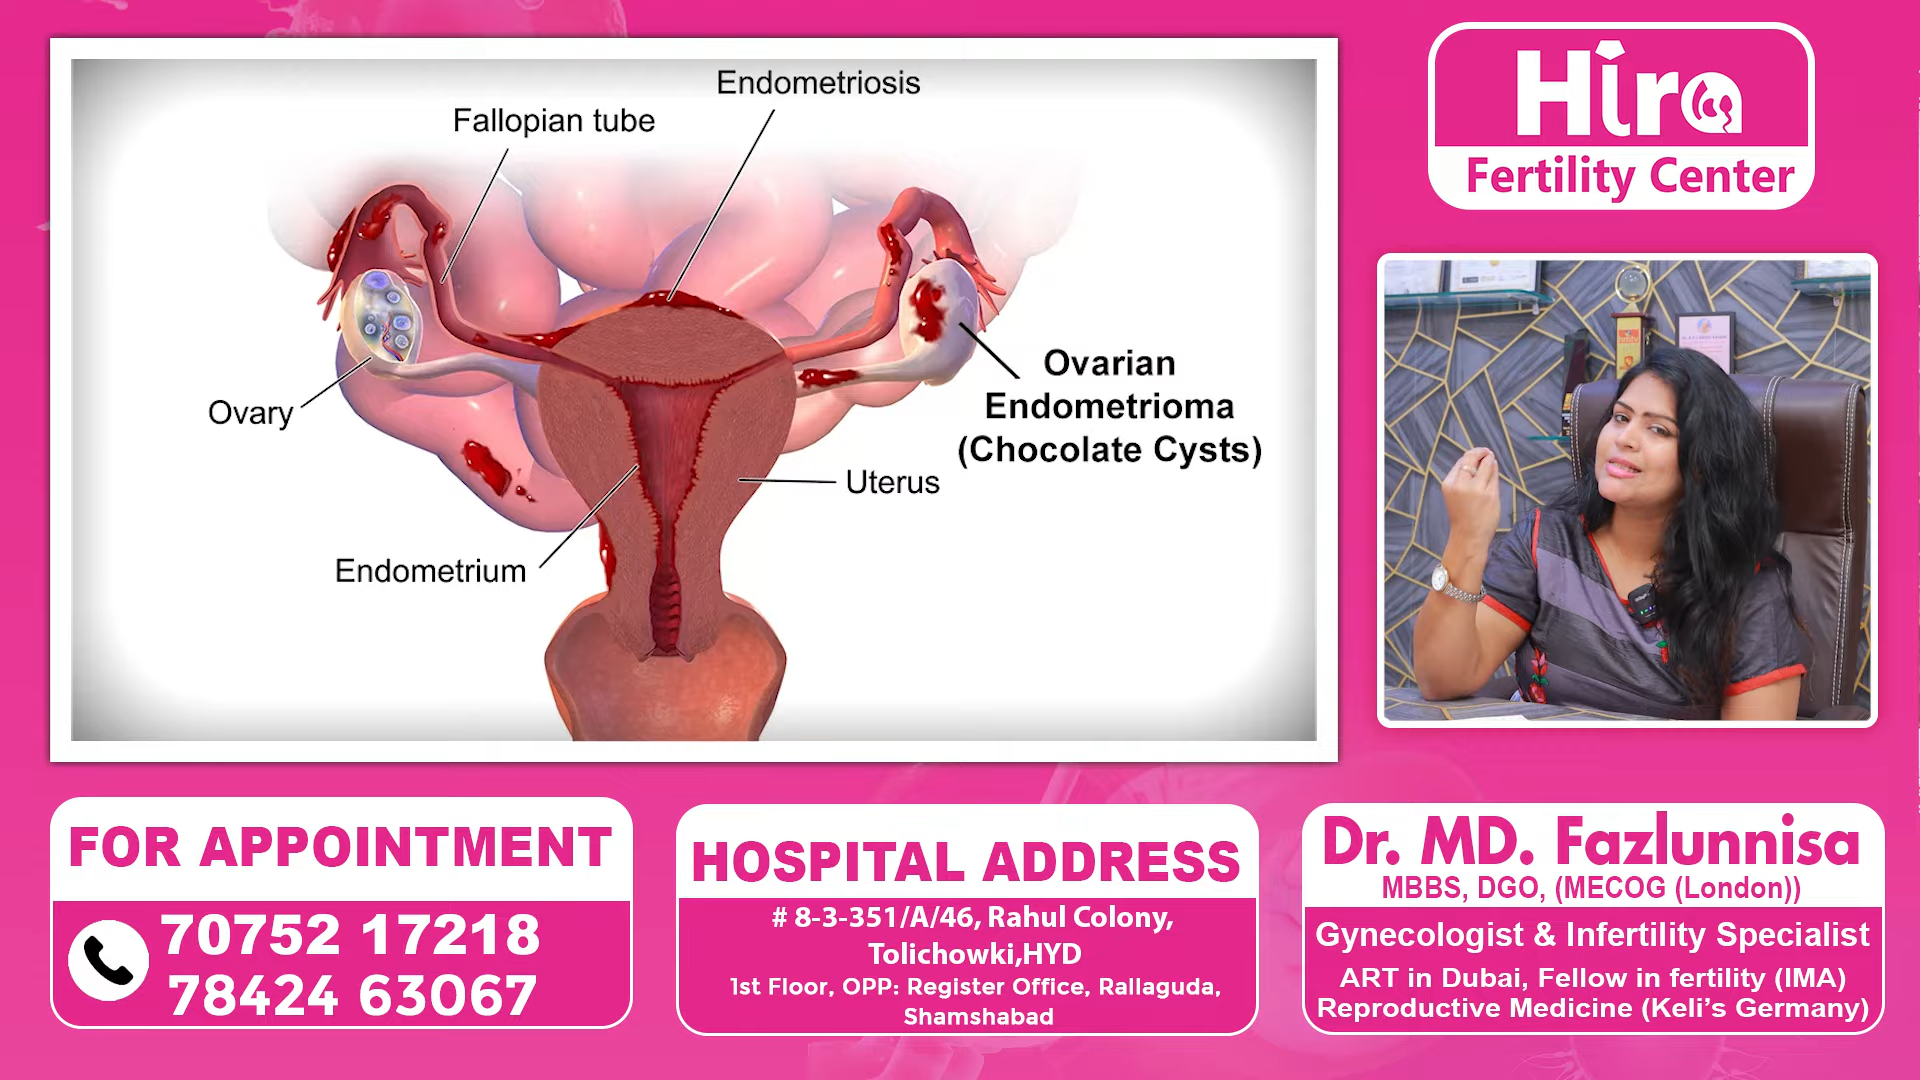 Endometriosis
Fallopian tube
Ovary
Ovarian
Endometrioma
(Chocolate Cysts)
Uterus
Endometrium
Hira
Fertility Center
FOR APPOINTMENT
70752 17218
78424 63067
HOSPITAL ADDRESS
# 8-3-351/A/46, Rahul Colony,
Tolichowki,HYD
1st Floor, OPP: Register Office, Rallaguda,
Shamshabad
Dr. MD. Fazlunnisa
MBBS, DGO, (MECOG (London))
Gynecologist & Infertility Specialist
ART in Dubai, Fellow in fertility (IMA)
Reproductive Medicine (Keli's Germany)